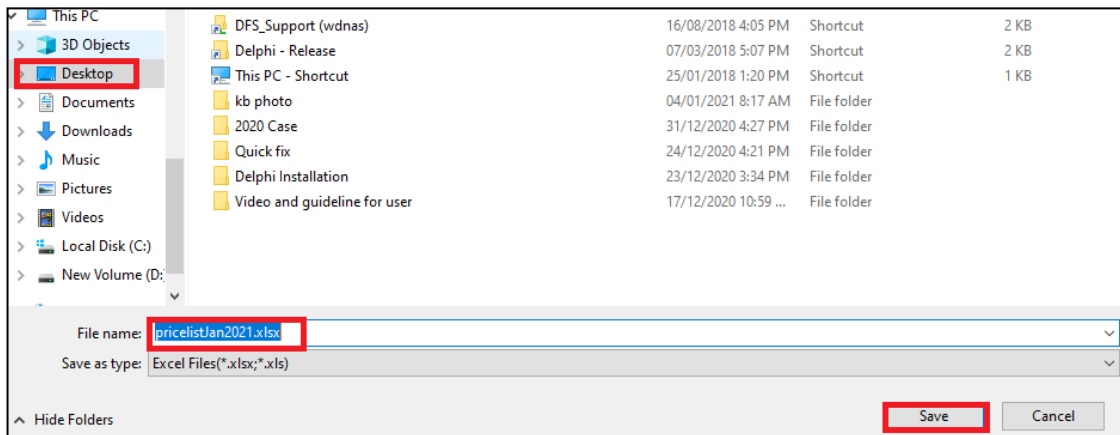 This PC
3D Objects
Desktop
Documents
Downloads
Music
Pictures
Videos
Local Disk (C:)
New Volume (D:
DFS_Support (wdnas) 16/08/2018 4:05 PM Shortcut 2 KB
Delphi - Release 07/03/2018 5:07 PM Shortcut 2 KB
This PC - Shortcut 25/01/2018 1:20 PM Shortcut 1 KB
kb photo 04/01/2021 8:17 AM File folder
2020 Case 31/12/2020 4:27 PM File folder
Quick fix 24/12/2020 4:21 PM File folder
Delphi Installation 23/12/2020 3:34 PM File folder
Video and guideline for user 17/12/2020 10:59 ... File folder
File name: pricelistJan2021.xlsx
Save as type: Excel Files(*.xlsx;*.xls)
Hide Folders Save Cancel